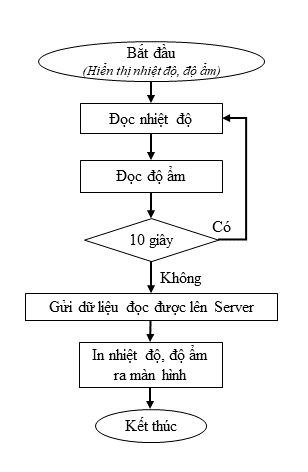 Bắt đầu
(Hiển thị nhiệt độ, độ ẩm)
Đọc nhiệt độ
Đọc độ ẩm
Có
10 giây
Không
Gửi dữ liệu đọc được lên Server
In nhiệt độ, độ ẩm
ra màn hình
Kết thúc